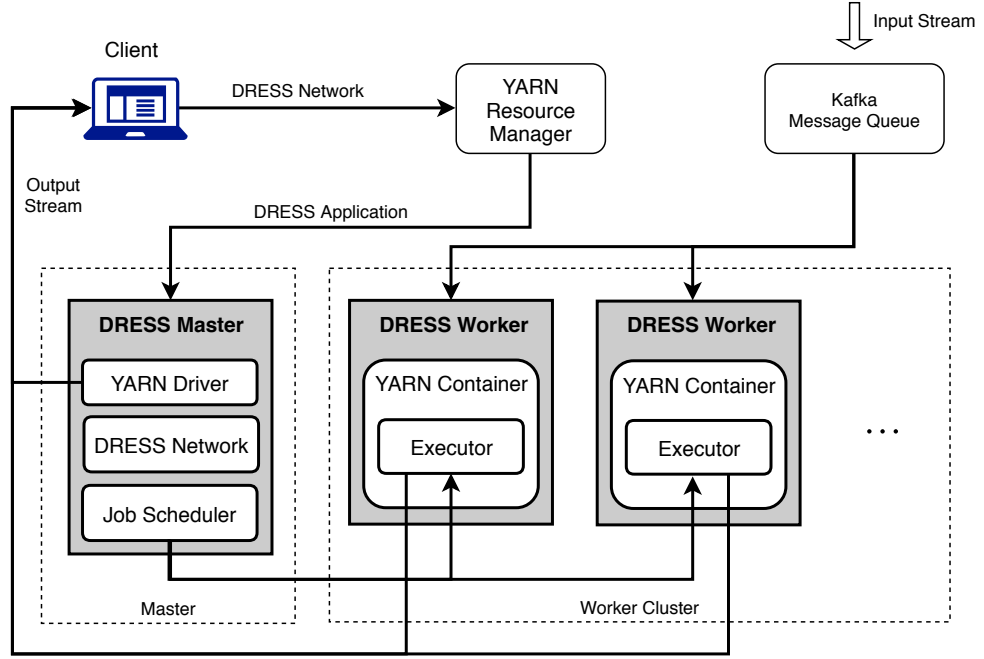 Input Stream
Client
DRESS Network
YARN
Resource
Manager
Kafka
Message Queue
Output
Stream
DRESS Application
DRESS Master
YARN Driver
DRESS Network
Job Scheduler
Master
DRESS Worker
YARN Container
Executor
DRESS Worker
YARN Container
Executor
...
Worker Cluster